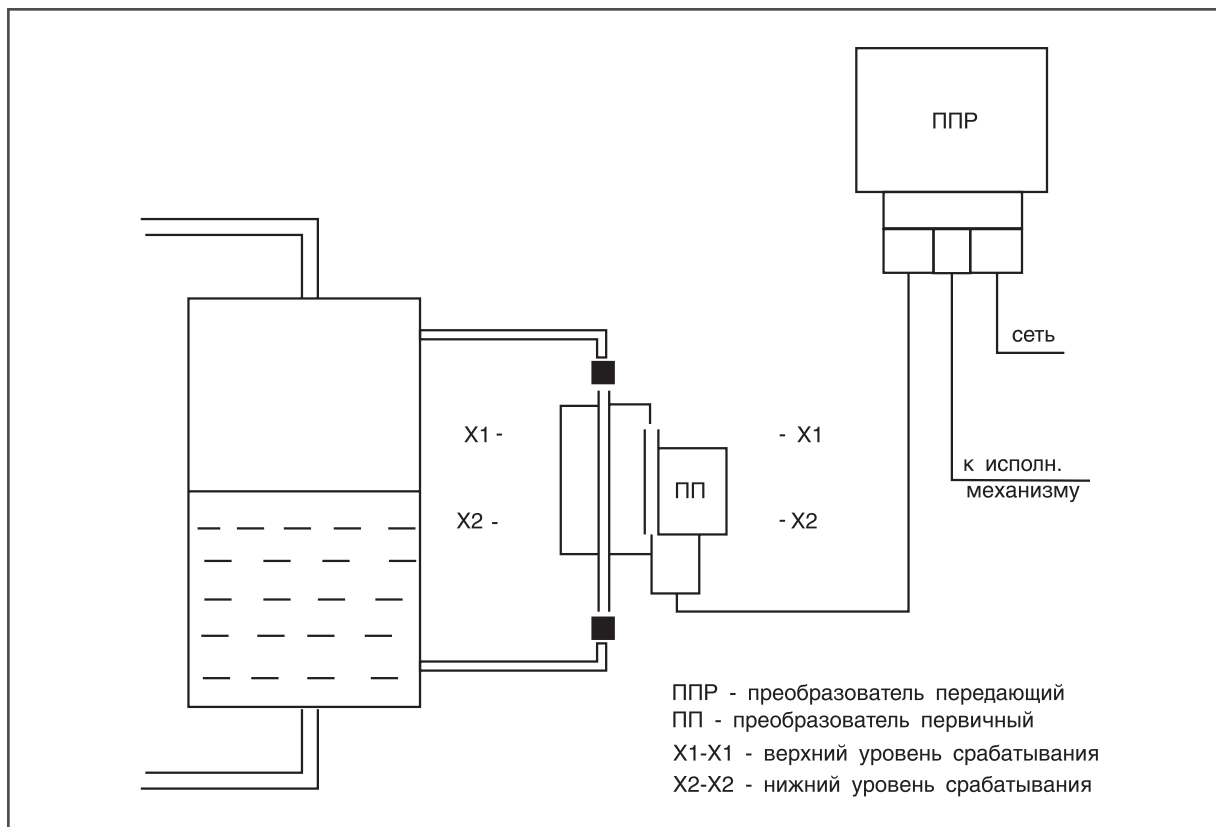 ППР
сеть
X1 -
- X1
к исполн.
механизму
ПП
X2 -
- X2
ППР - преобразователь передающий
ПП - преобразователь первичный
X1-X1 - верхний уровень срабатывания
X2-X2 - нижний уровень срабатывания